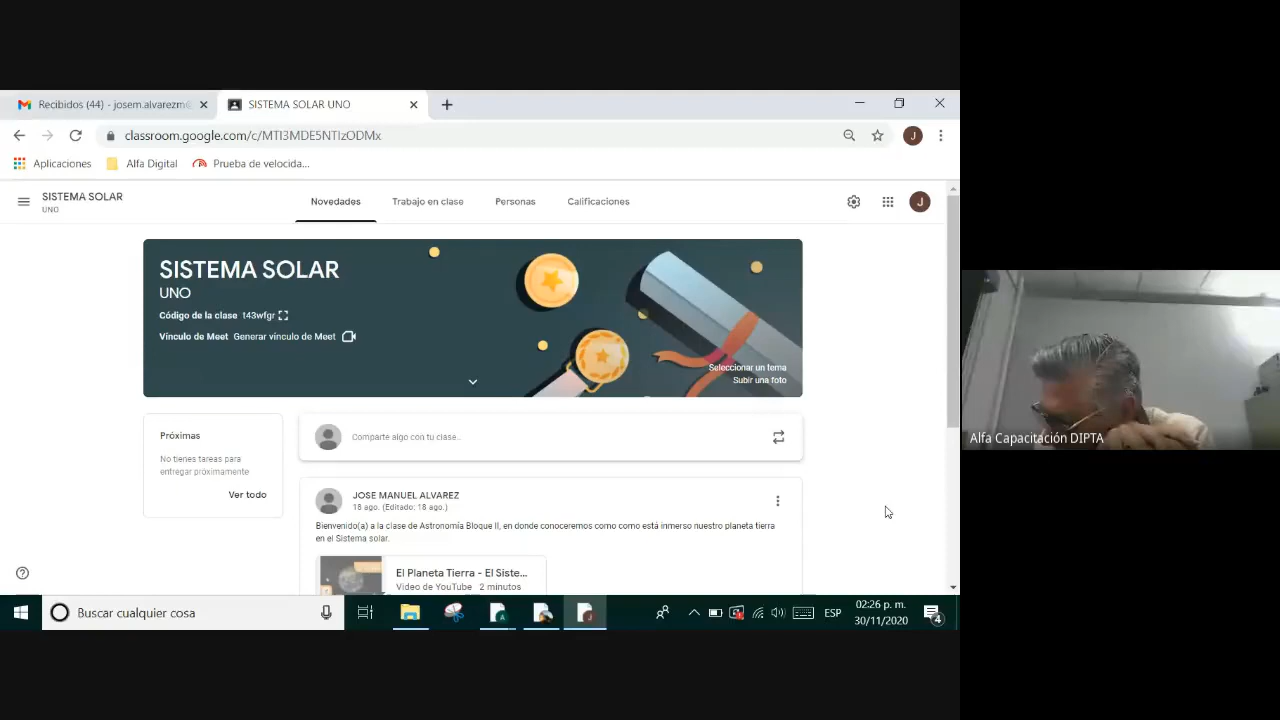 Recibidos (44) - josem.alvarezm@
SISTEMA SOLAR UNO
classroom.google.com/c/MTI3MDE5NTIzODMx
Aplicaciones
Alfa Digital
Prueba de velocida...
SISTEMA SOLAR
UNO
Novedades
Trabajo en clase
Personas
Calificaciones
J
SISTEMA SOLAR
UNO
Código de la clase t43wfgr
Vínculo de Meet Generar vínculo de Meet
Seleccionar un tema
Subir una foto
Próximas
No tienes tareas para
entregar próximamente
Ver todo
Comparte algo con tu clase...
JOSE MANUEL ALVAREZ
18 ago. (Editado: 18 ago.)
Bienvenido(a) a la clase de Astronomía Bloque II, en donde conoceremos como como está inmerso nuestro planeta tierra
en el Sistema solar.
El Planeta Tierra - El Siste...
Video de YouTube 2 minutos
Alfa Capacitación DIPTA
Buscar cualquier cosa
ESP
02:26 p. m.
30/11/2020
4